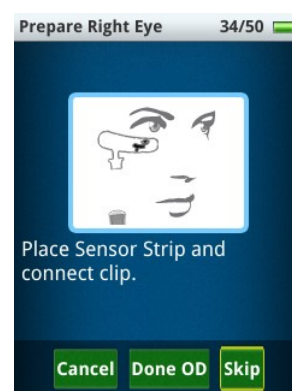 Prepare Right Eye 34/50
Place Sensor Strip and
connect clip.
Cancel Done OD Skip